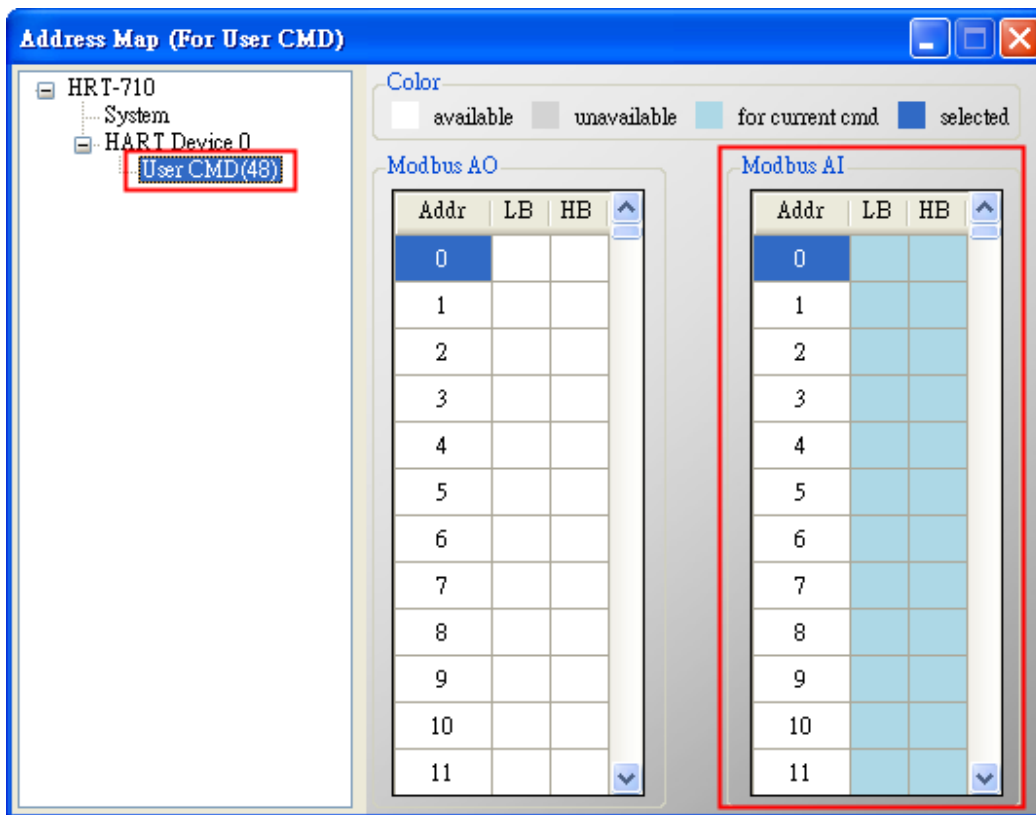 Address Map (For User CMD)
HRT-710
System
HART Device 0
User CMD(48)
Color
available unavailable for current cmd selected
Modbus AO
Addr LB HB
0
1
2
3
4
5
6
7
8
9
10
11
Modbus AI
Addr LB HB
0
1
2
3
4
5
6
7
8
9
10
11